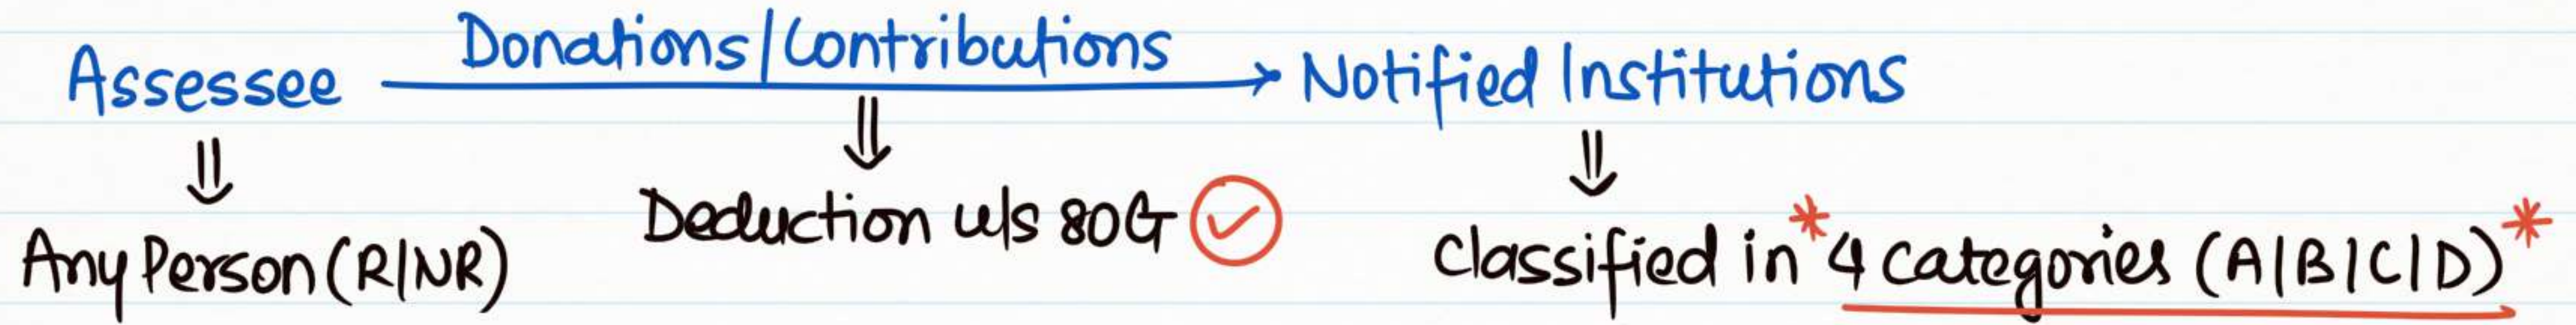 Donations/Contributions
Assessee → Notified Institutions
⇓ ⇓ ⇓
Deduction u/s 80G ✓
Any Person (R/NR)
Classified in *4 categories (A/B/C/D)*